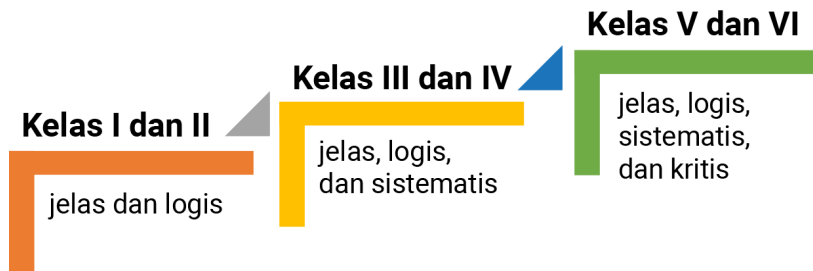 Kelas I dan II
jelas dan logis
Kelas III dan IV
jelas, logis,
dan sistematis
Kelas V dan VI
jelas, logis,
sistematis,
dan kritis